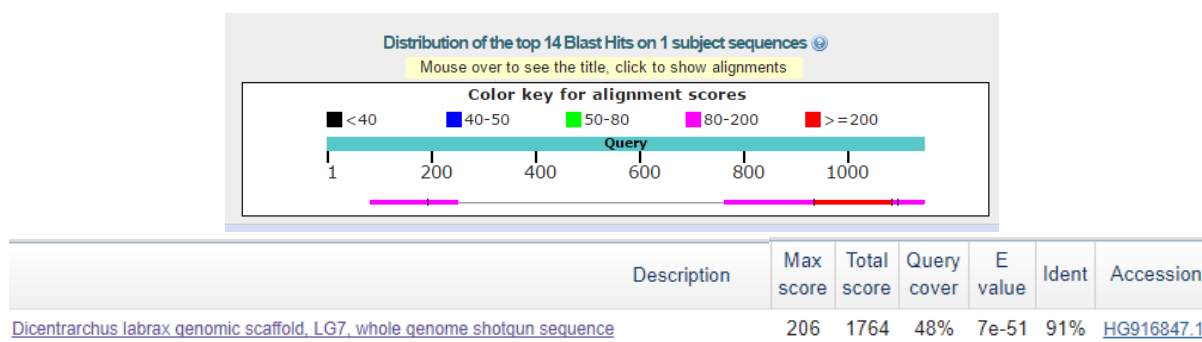 Distribution of the top 14 Blast Hits on 1 subject sequences ?
Mouse over to see the title, click to show alignments
Color key for alignment scores
<40 40-50 50-80 80-200 >=200
Query
1 200 400 600 800 1000
Description Max score Total score Query cover E value Ident Accession
Dicentrarchus labrax genomic scaffold, LG7, whole genome shotgun sequence 206 1764 48% 7e-51 91% HG916847.1